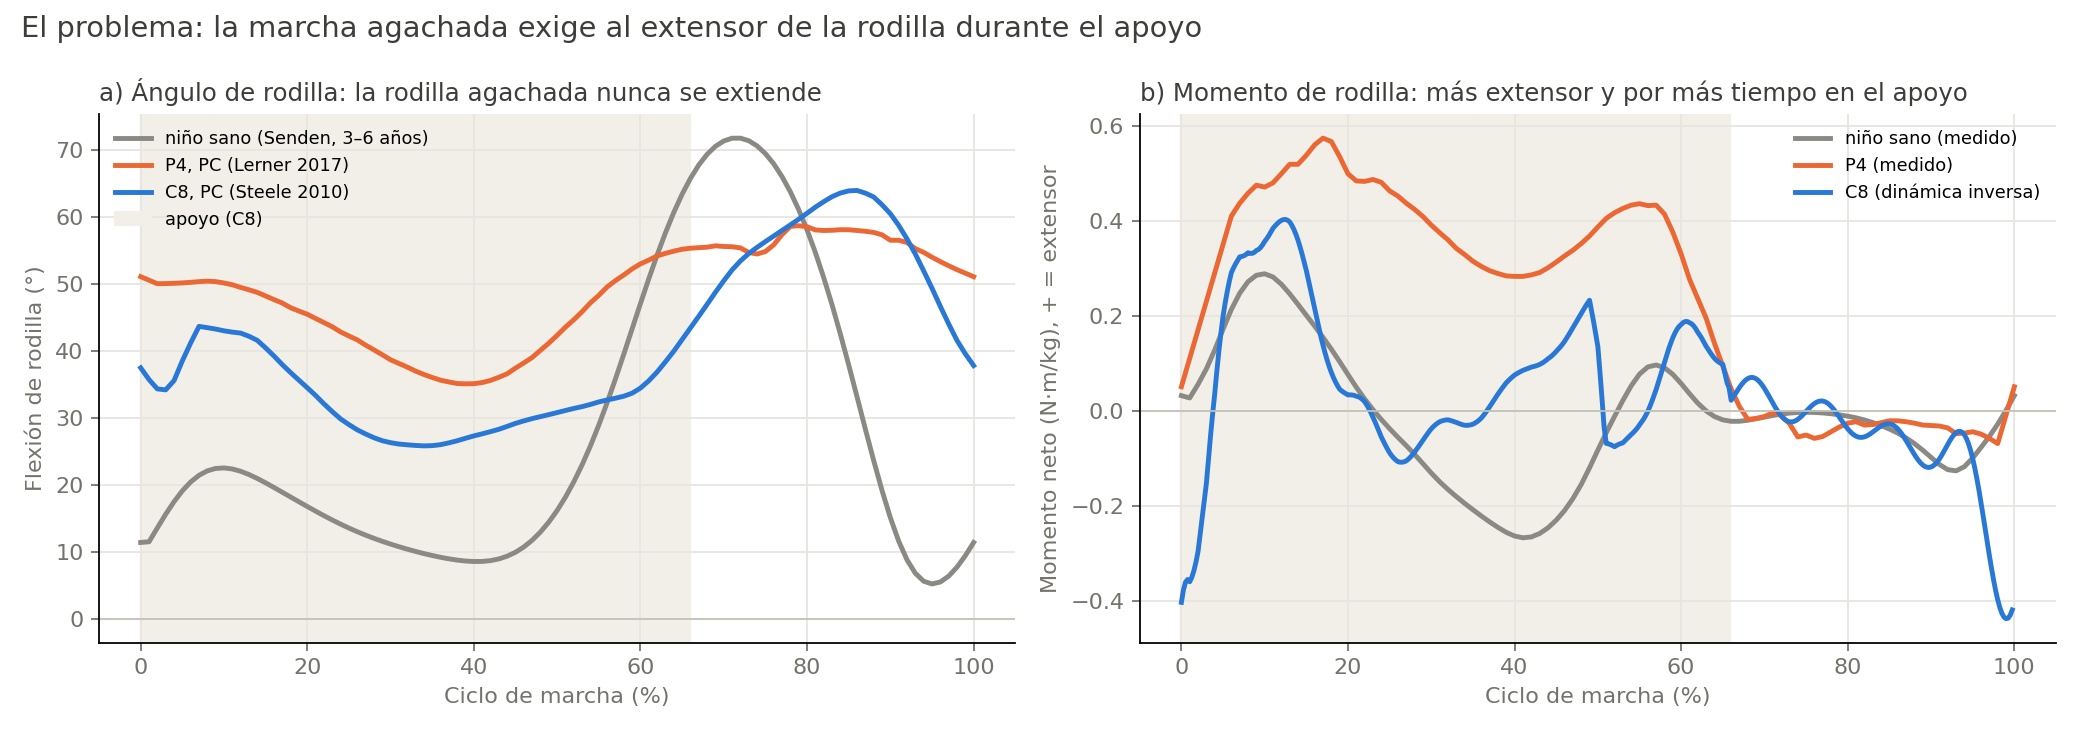 El problema: la marcha agachada exige al extensor de la rodilla durante el apoyo
a) Ángulo de rodilla: la rodilla agachada nunca se extiende
niño sano (Senden, 3–6 años)
P4, PC (Lerner 2017)
C8, PC (Steele 2010)
apoyo (C8)
Flexión de rodilla (°)
70
60
50
40
30
20
10
0
0 20 40 60 80 100
Ciclo de marcha (%)
b) Momento de rodilla: más extensor y por más tiempo en el apoyo
niño sano (medido)
P4 (medido)
C8 (dinámica inversa)
Momento neto (N·m/kg), + = extensor
0.6
0.4
0.2
0.0
−0.2
−0.4
0 20 40 60 80 100
Ciclo de marcha (%)